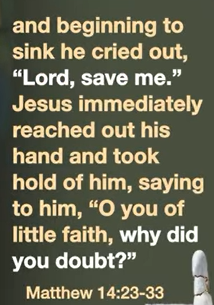 and beginning to
sink he cried out,
“Lord, save me.”
Jesus immediately
reached out his
hand and took
hold of him, saying
to him, “O you of
little faith, why did
you doubt?”
Matthew 14:23-33